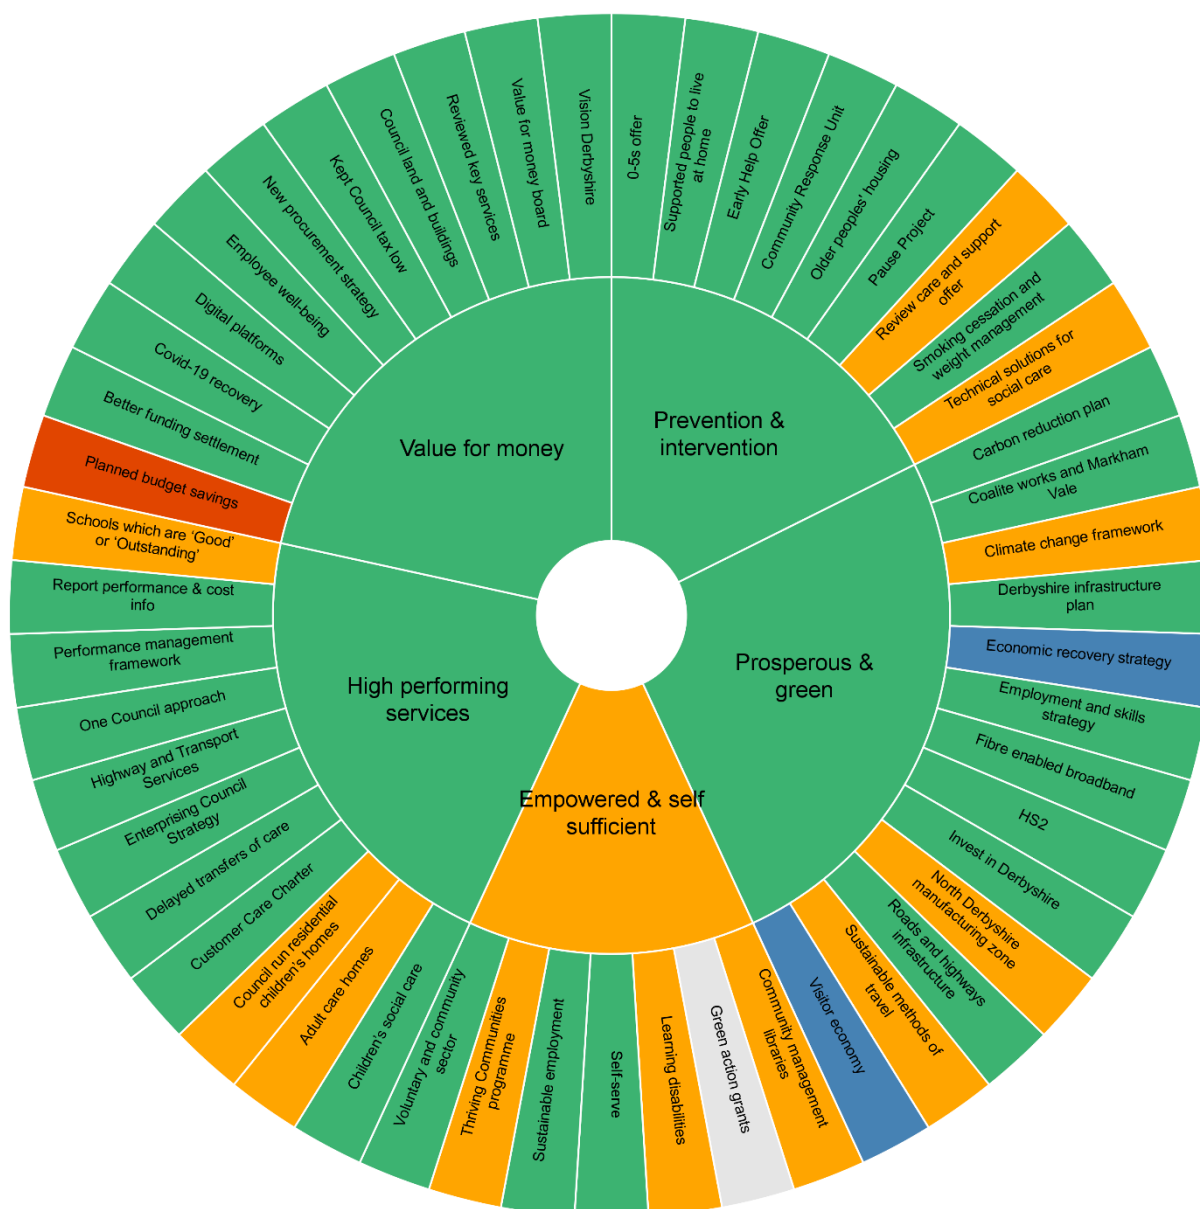 0-5s offer
Supported people to live
at home
Early Help Offer
Community Response Unit
Older peoples' housing
Pause Project
Review care and support
offer
Smoking cessation and
weight management
Technical solutions for
social care
Carbon reduction plan
Coalite works and Markham
Vale
Climate change framework
Derbyshire infrastructure
plan
Economic recovery strategy
Employment and skills
strategy
Fibre enabled broadband
HS2
Invest in Derbyshire
North Derbyshire
manufacturing zone
Roads and highways
infrastructure
Sustainable methods of
travel
Visitor economy
Community management
libraries
Green action grants
Learning disabilities
Self-serve
Sustainable employment
Thriving Communities
programme
Voluntary and community
sector
Children's social care
Adult care homes
Council run residential
children's homes
Customer Care Charter
Delayed transfers of care
Enterprising Council
Strategy
Highway and Transport
Services
One Council approach
Performance management
framework
Report performance & cost
info
Schools which are ‘Good’
or ‘Outstanding’
Planned budget savings
Better funding settlement
Covid-19 recovery
Digital platforms
Employee well-being
New procurement strategy
Kept Council tax low
Council land and buildings
Reviewed key services
Value for money board
Vision Derbyshire
Prevention &
intervention
Prosperous &
green
Empowered & self
sufficient
High performing
services
Value for money